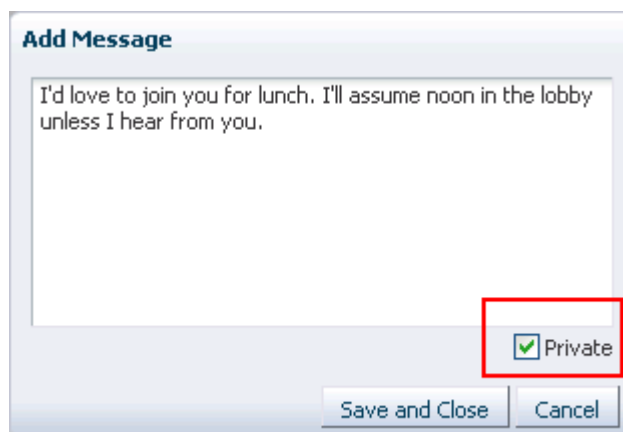 Add Message
I'd love to join you for lunch. I'll assume noon in the lobby
unless I hear from you.
Private
Save and Close
Cancel